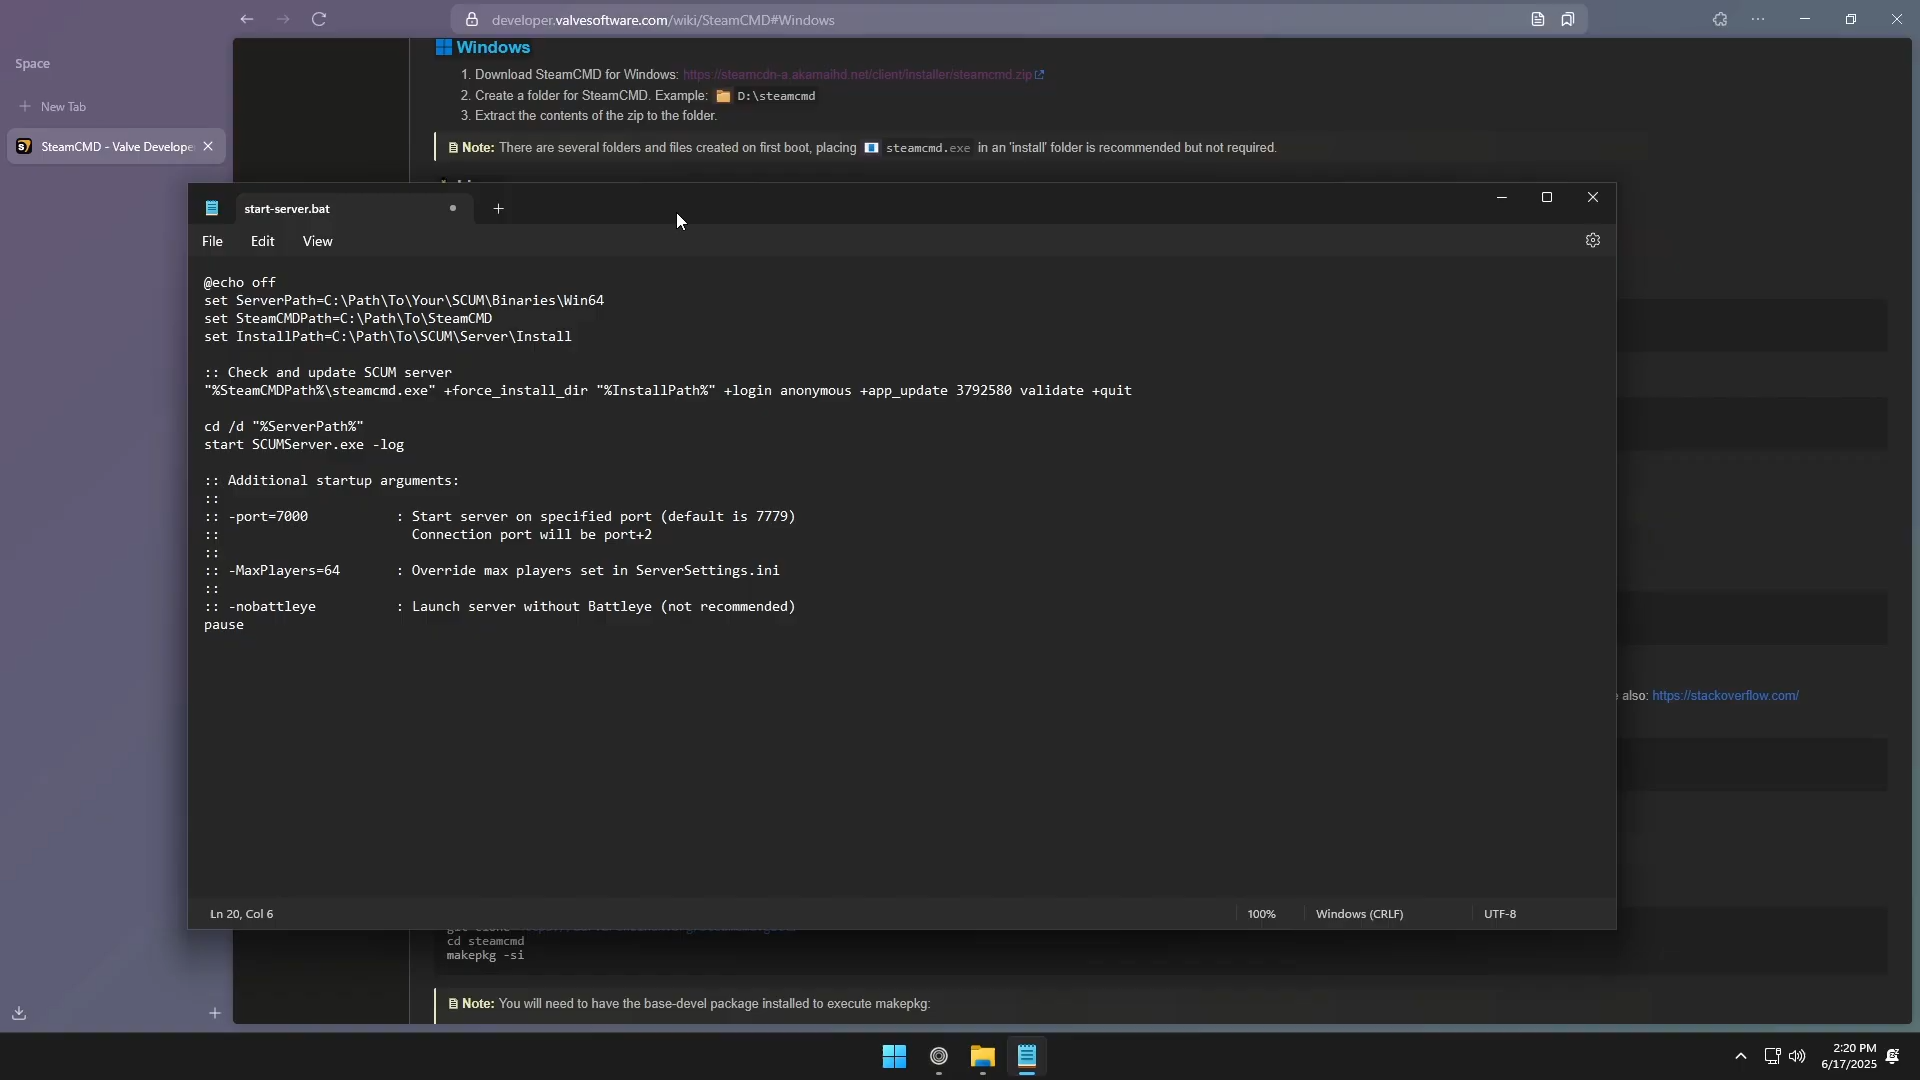 developer.valvesoftware.com/wiki/SteamCMD#Windows
Space
New Tab
SteamCMD - Valve Develope
Windows
1. Download SteamCMD for Windows: https://steamcdn-a.akamaihd.net/client/installer/steamcmd.zip
2. Create a folder for SteamCMD. Example: D:\steamcmd
3. Extract the contents of the zip to the folder.
Note: There are several folders and files created on first boot, placing steamcmd.exe in an 'install' folder is recommended but not required.
start-server.bat
File Edit View
@echo off
set ServerPath=C:\Path\To\Your\SCUM\Binaries\Win64
set SteamCMDPath=C:\Path\To\SteamCMD
set InstallPath=C:\Path\To\SCUM\Server\Install
:: Check and update SCUM server
"%SteamCMDPath%\steamcmd.exe" +force_install_dir "%InstallPath%" +login anonymous +app_update 3792580 validate +quit
cd /d "%ServerPath%"
start SCUMServer.exe -log
:: Additional startup arguments:
::
:: -port=7000 : Start server on specified port (default is 7779)
:: Connection port will be port+2
::
:: -MaxPlayers=64 : Override max players set in ServerSettings.ini
::
:: -nobattleye : Launch server without Battleye (not recommended)
pause
also: https://stackoverflow.com/
Ln 20, Col 6 100% Windows (CRLF) UTF-8
cd steamcmd
makepkg -si
Note: You will need to have the base-devel package installed to execute makepkg:
2:20 PM
6/17/2025